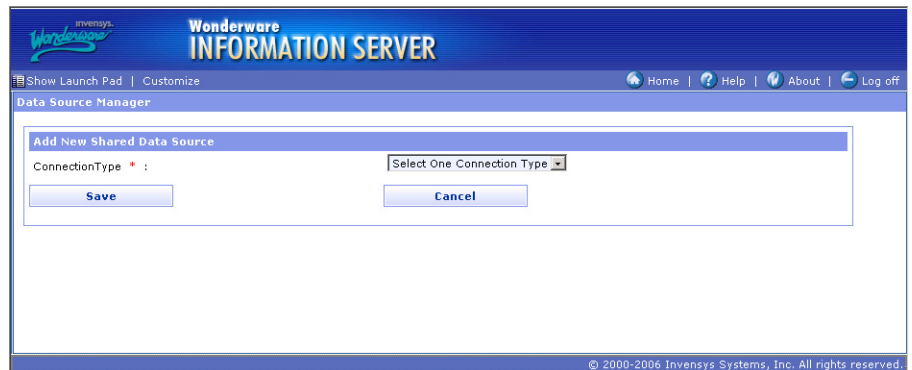 invensys.
Wonderware
Wonderware
INFORMATION SERVER
Show Launch Pad | Customize
Home | Help | About | Log off
Data Source Manager
Add New Shared Data Source
ConnectionType * :
Select One Connection Type
Save
Cancel
© 2000-2006 Invensys Systems, Inc. All rights reserved.